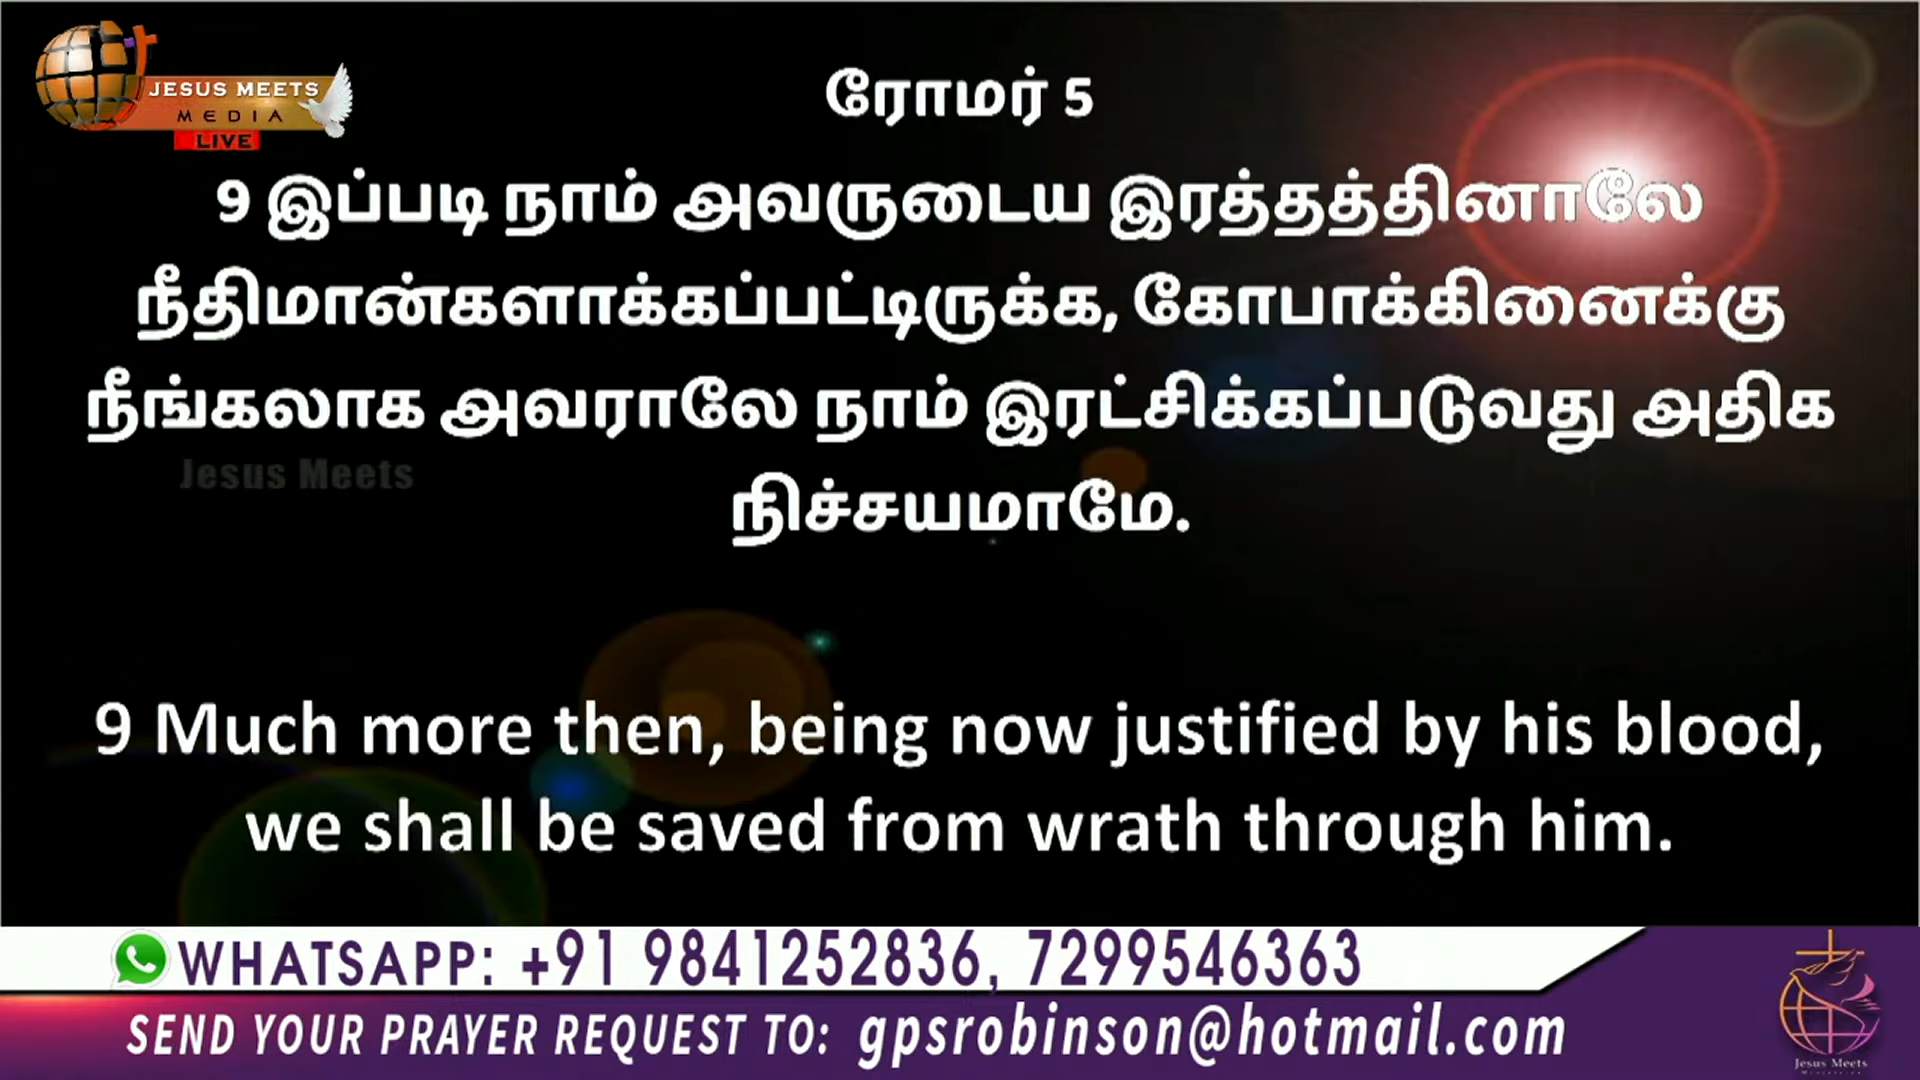 JESUS MEETS
MEDIA
LIVE
ரோமர் 5
9 இப்படி நாம் அவருடைய இரத்தத்தினாலே
நீதிமான்களாக்கப்பட்டிருக்க, கோபாக்கினைக்கு
நீங்கலாக அவராலே நாம் இரட்சிக்கப்படுவது அதிக
Jesus Meets
நிச்சயமாமே.
9 Much more then, being now justified by his blood,
we shall be saved from wrath through him.
WHATSAPP: +91 9841252836, 7299546363
SEND YOUR PRAYER REQUEST TO: gpsrobinson@hotmail.com
Jesus Meets